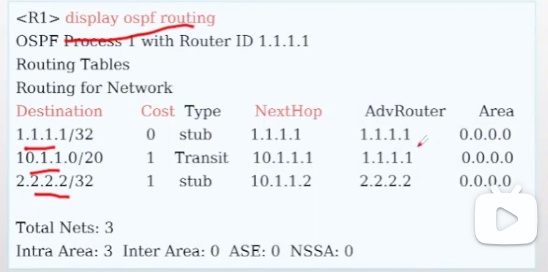 <R1> display ospf routing
OSPF Process 1 with Router ID 1.1.1.1
Routing Tables
Routing for Network
Destination Cost Type NextHop AdvRouter Area
1.1.1.1/32 0 stub 1.1.1.1 1.1.1.1 0.0.0.0
10.1.1.0/20 1 Transit 10.1.1.1 1.1.1.1 0.0.0.0
2.2.2.2/32 1 stub 10.1.1.2 2.2.2.2 0.0.0.0
Total Nets: 3
Intra Area: 3 Inter Area: 0 ASE: 0 NSSA: 0